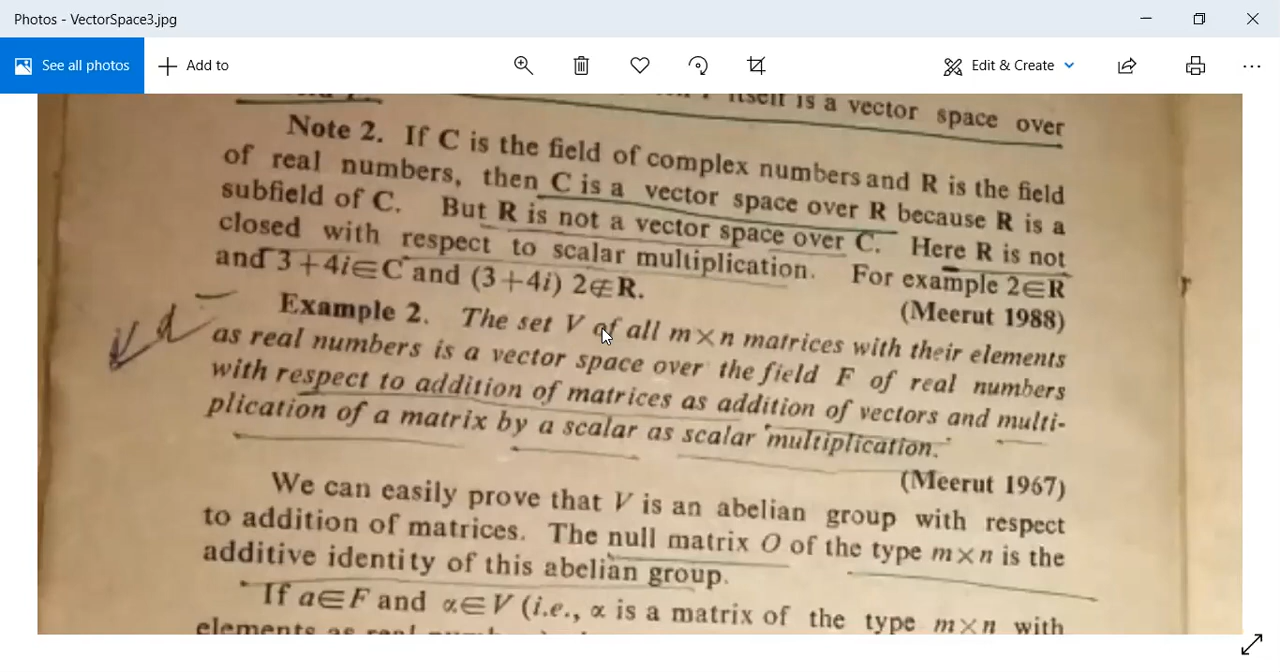 Photos - VectorSpace3.jpg
See all photos
Add to
Edit & Create
itself is a vector space over
Note 2. If C is the field of complex numbers and R is the field
of real numbers, then C is a vector space over R because R is a
subfield of C. But R is not a vector space over C. Here R is not
closed with respect to scalar multiplication. For example 2∈R
and 3+4i∈C and (3+4i) 2∉R.
(Meerut 1988)
Example 2. The set V of all m×n matrices with their elements
as real numbers is a vector space over the field F of real numbers
with respect to addition of matrices as addition of vectors and multi-
plication of a matrix by a scalar as scalar multiplication.
(Meerut 1967)
We can easily prove that V is an abelian group with respect
to addition of matrices. The null matrix O of the type m×n is the
additive identity of this abelian group.
If a∈F and α∈V (i.e., α is a matrix of the type m×n with
elements as real